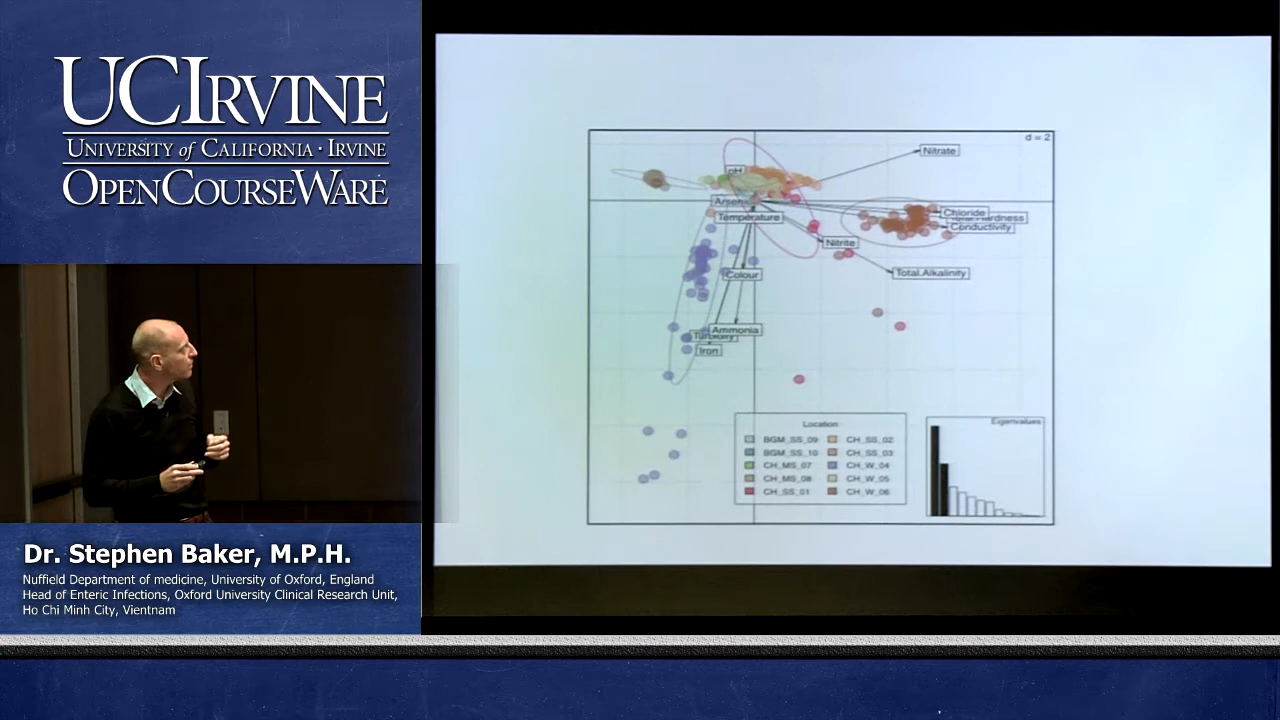 UCIRVINE
UNIVERSITY of CALIFORNIA · IRVINE
OPENCOURSEWARE
Dr. Stephen Baker, M.P.H.
Nuffield Department of medicine, University of Oxford, England
Head of Enteric Infections, Oxford University Clinical Research Unit,
Ho Chi Minh City, Vientnam
d = 2
Nitrate
pH
Temperature
Chloride
Conductivity
Nitrite
Total.Alkalinity
Colour
Ammonia
Iron
Location
BGM_SS_09 CH_SS_02
BGM_SS_10 CH_SS_03
CH_MS_07 CH_W_04
CH_MS_08 CH_W_05
CH_SS_01 CH_W_06
Eigenvalues